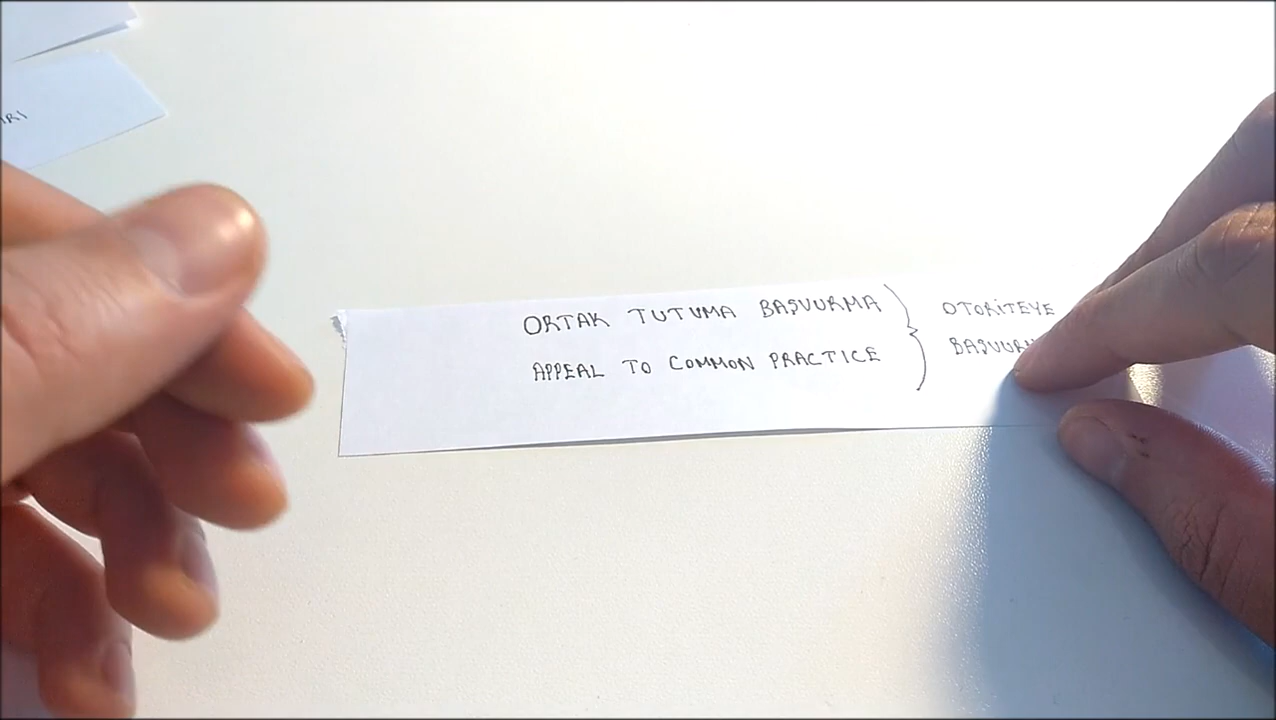 ORTAK TUTUMA BAŞVURMA
APPEAL TO COMMON PRACTICE
OTORİTEYE